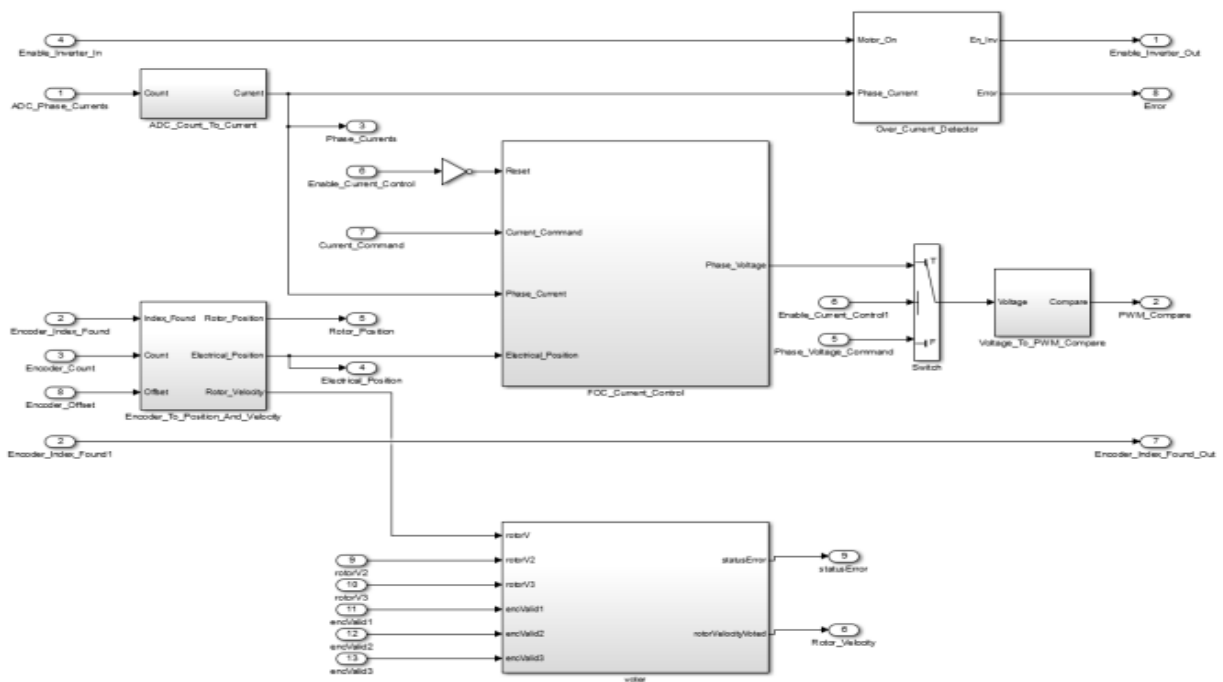 4
Enable_Inverter_In
Motor_On
En_Inv
1
Enable_Inverter_Out
1
ADC_Phase_Currents
Count
Current
ADC_Count_To_Current
Phase_Current
Error
8
Error
Over_Current_Detector
3
Phase_Currents
6
Enable_Current_Control
Reset
7
Current_Command
Current_Command
Phase_Voltage
Phase_Current
Electrical_Position
FOC_Current_Control
T
6
Enable_Current_Control1
5
Phase_Voltage_Command
F
Switch
Voltage
Compare
Voltage_To_PWM_Compare
2
PWM_Compare
2
Encoder_Index_Found
Index_Found
Rotor_Position
5
Rotor_Position
3
Encoder_Count
Count
Electrical_Position
4
Electrical_Position
8
Encoder_Offset
Offset
Rotor_Velocity
Encoder_To_Position_And_Velocity
2
Encoder_Index_Found1
7
Encoder_Index_Found_Out
rotorV
9
rotorV2
rotorV2
10
rotorV3
rotorV3
11
encValid1
encValid1
12
encValid2
encValid2
13
encValid3
encValid3
statusError
9
statusError
rotorVelocityVoted
6
Rotor_Velocity
voter